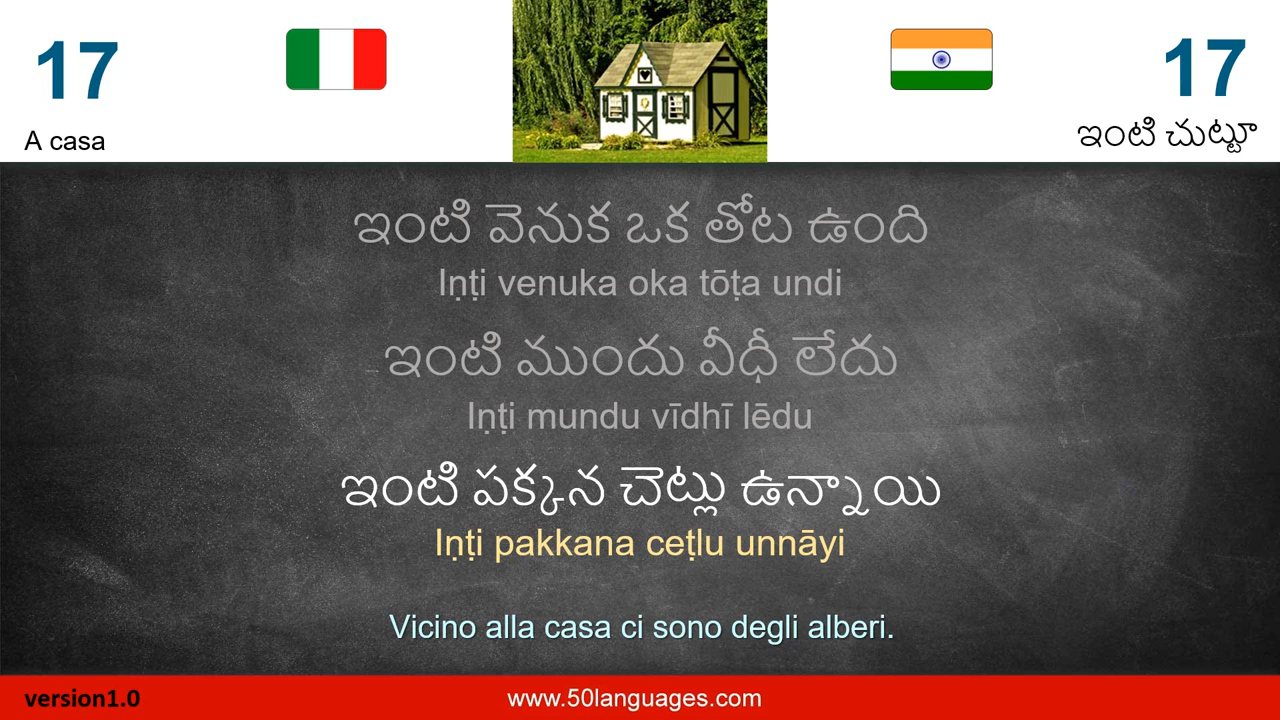 17
17
A casa
ఇంటి చుట్టూ
ఇంటి వెనుక ఒక తోట ఉంది
Iṇṭi venuka oka tōṭa undi
ఇంటి ముందు వీధీ లేదు
Iṇṭi mundu vīdhī lēdu
ఇంటి పక్కన చెట్లు ఉన్నాయి
Iṇṭi pakkana ceṭlu unnāyi
Vicino alla casa ci sono degli alberi.
version1.0
www.50languages.com